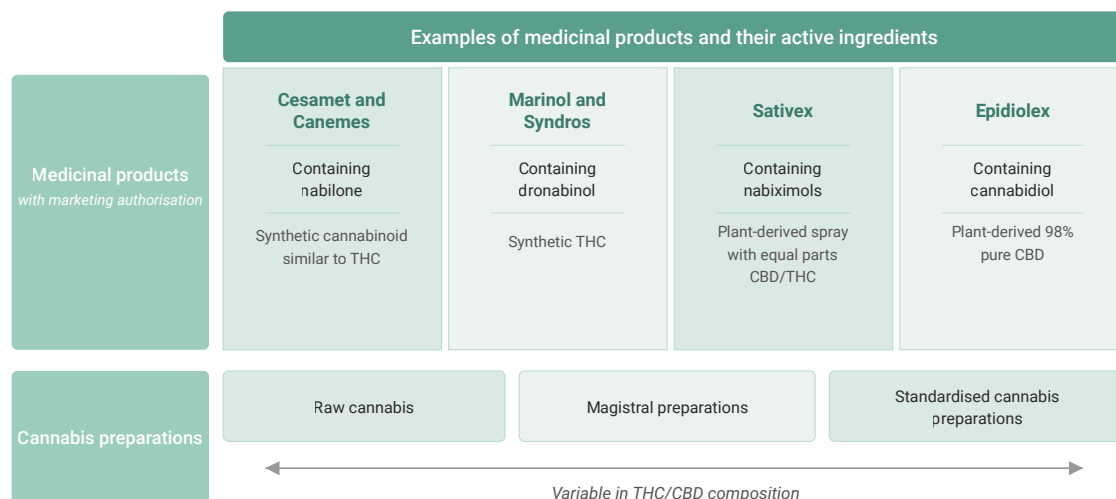 Examples of medicinal products and their active ingredients
Medicinal products
with marketing authorisation
Cesamet and
Canemes
Containing
nabilone
Synthetic cannabinoid
similar to THC
Marinol and
Syndros
Containing
dronabinol
Synthetic THC
Sativex
Containing
nabiximols
Plant-derived spray
with equal parts
CBD/THC
Epidiolex
Containing
cannabidiol
Plant-derived 98%
pure CBD
Cannabis preparations
Raw cannabis
Magistral preparations
Standardised cannabis
preparations
Variable in THC/CBD composition